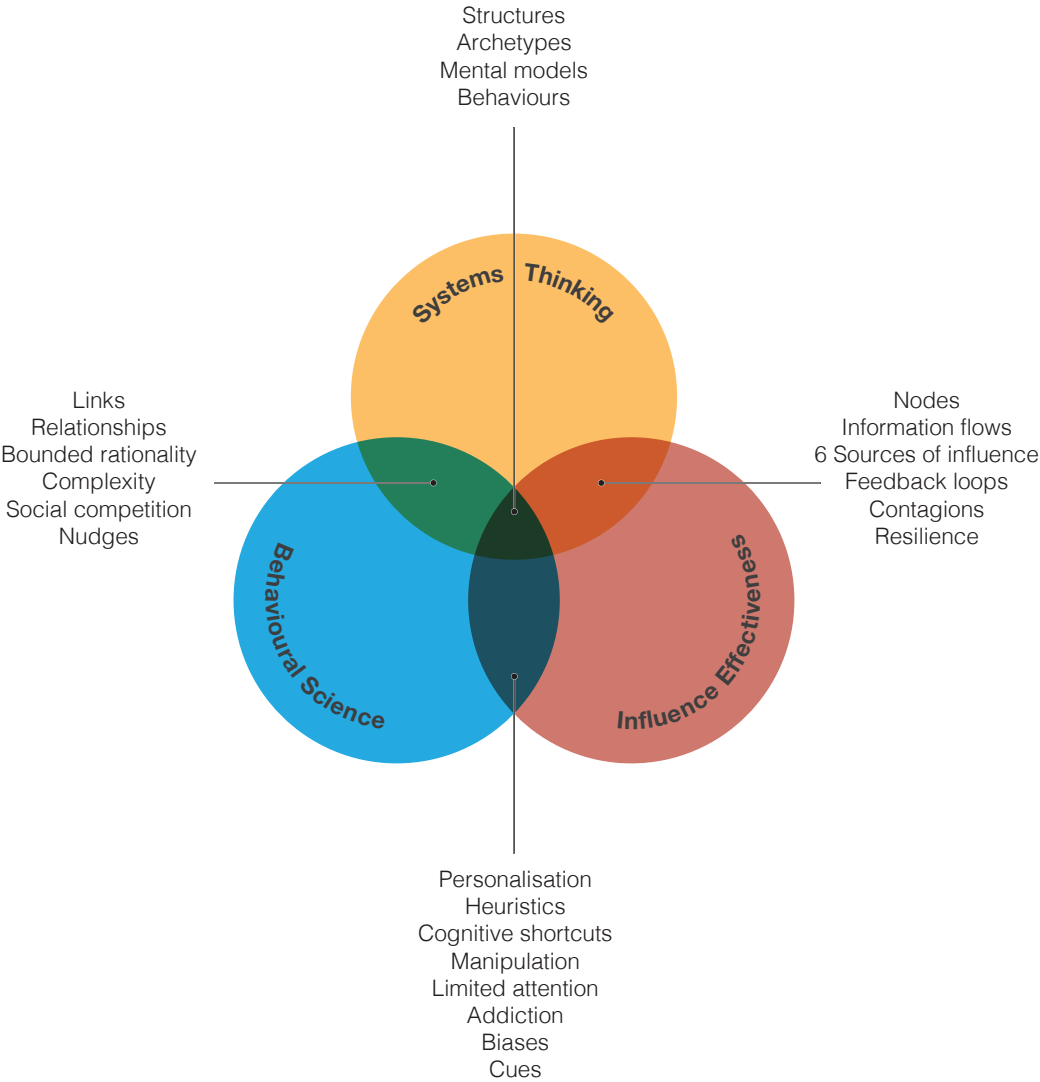 Structures
Archetypes
Mental models
Behaviours
Systems Thinking
Links
Relationships
Bounded rationality
Complexity
Social competition
Nudges
Nodes
Information flows
6 Sources of influence
Feedback loops
Contagions
Resilience
Behavioural Science
Influence Effectiveness
Personalisation
Heuristics
Cognitive shortcuts
Manipulation
Limited attention
Addiction
Biases
Cues